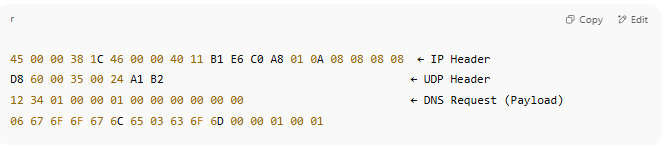 r
Copy Edit
45 00 00 38 1C 46 00 00 40 11 B1 E6 C0 A8 01 0A 08 08 08 08 ← IP Header
D8 60 00 35 00 24 A1 B2 ← UDP Header
12 34 01 00 00 01 00 00 00 00 00 00 ← DNS Request (Payload)
06 67 6F 6F 67 6C 65 03 63 6F 6D 00 00 01 00 01